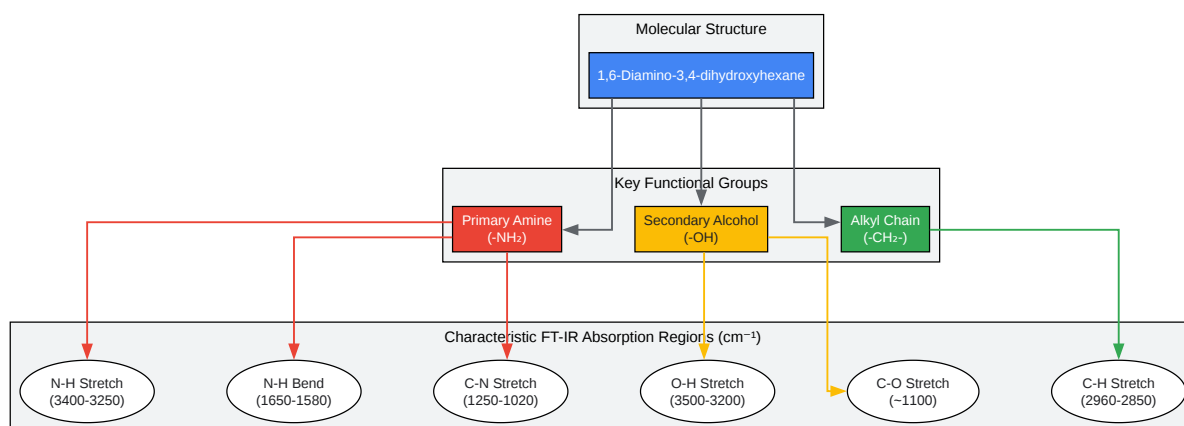 Molecular Structure
1,6-Diamino-3,4-dihydroxyhexane
Key Functional Groups
Primary Amine
(-NH₂)
Secondary Alcohol
(-OH)
Alkyl Chain
(-CH₂-)
Characteristic FT-IR Absorption Regions (cm⁻¹)
N-H Stretch
(3400-3250)
N-H Bend
(1650-1580)
C-N Stretch
(1250-1020)
O-H Stretch
(3500-3200)
C-O Stretch
(~1100)
C-H Stretch
(2960-2850)